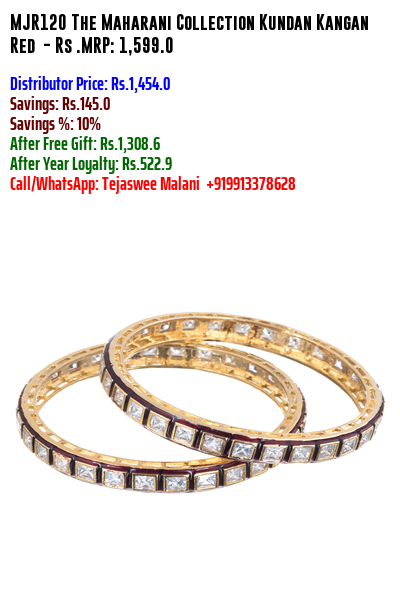 MJR120 The Maharani Collection Kundan Kangan
Red - Rs .MRP: 1,599.0
Distributor Price: Rs.1,454.0
Savings: Rs.145.0
Savings %: 10%
After Free Gift: Rs.1,308.6
After Year Loyalty: Rs.522.9
Call/WhatsApp: Tejaswee Malani +919913378628